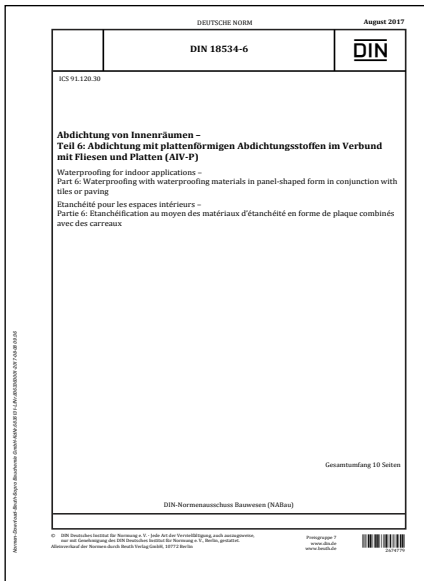 DEUTSCHE NORM
August 2017
DIN 18534-6
DIN
ICS 91.120.30
Abdichtung von Innenräumen –
Teil 6: Abdichtung mit plattenförmigen Abdichtungsstoffen im Verbund
mit Fliesen und Platten (AIV-P)
Waterproofing for indoor applications –
Part 6: Waterproofing with waterproofing materials in panel-shaped form in conjunction with
tiles or paving
Etanchéité pour les espaces intérieurs –
Partie 6: Etanchéification au moyen des matériaux d'étanchéité en forme de plaque combinés
avec des carreaux
Gesamtumfang 10 Seiten
DIN-Normenausschuss Bauwesen (NABau)
© DIN Deutsches Institut für Normung e. V. · Jede Art der Vervielfältigung, auch auszugsweise,
nur mit Genehmigung des DIN Deutsches Institut für Normung e. V., Berlin, gestattet.
Alleinverkauf der Normen durch Beuth Verlag GmbH, 10772 Berlin
Preisgruppe 7
www.din.de
www.beuth.de
2674779